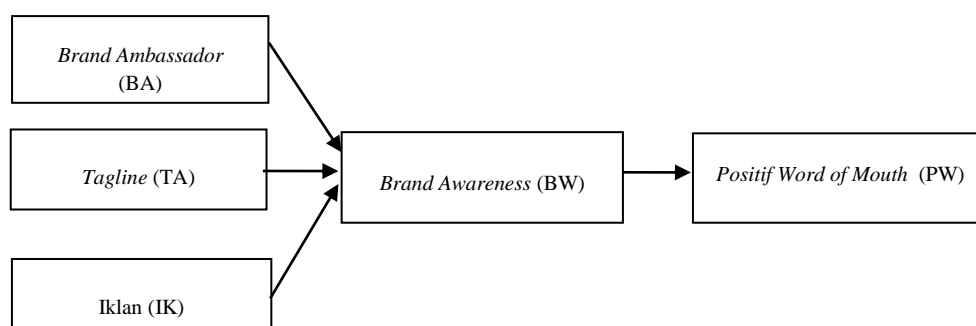 Brand Ambassador
(BA)
Tagline (TA)
Iklan (IK)
Brand Awareness (BW)
Positif Word of Mouth (PW)